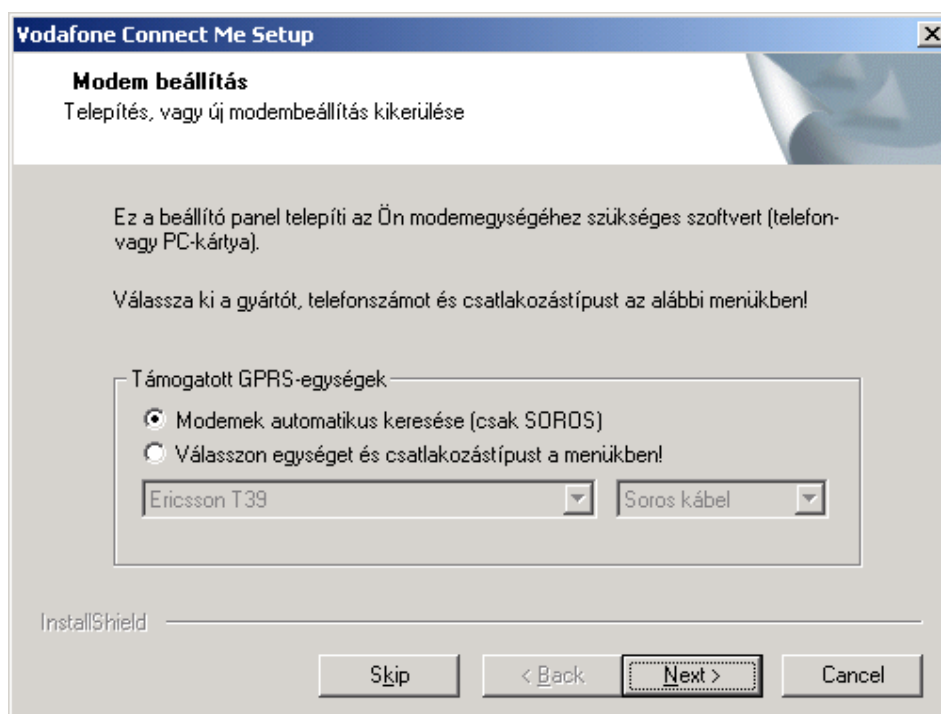 Vodafone Connect Me Setup
Modem beállítás
Telepítés, vagy új modembeállítás kikerülése
Ez a beállító panel telepíti az Ön modemegységéhez szükséges szoftvert (telefon-
vagy PC-kártya).
Válassza ki a gyártót, telefonszámot és csatlakozástípust az alábbi menükben!
Támogatott GPRS-egységek
Modemek automatikus keresése (csak SOROS)
Válasszon egységet és csatlakozástípust a menükben!
Ericsson T39 Soros kábel
InstallShield
Skip < Back Next > Cancel